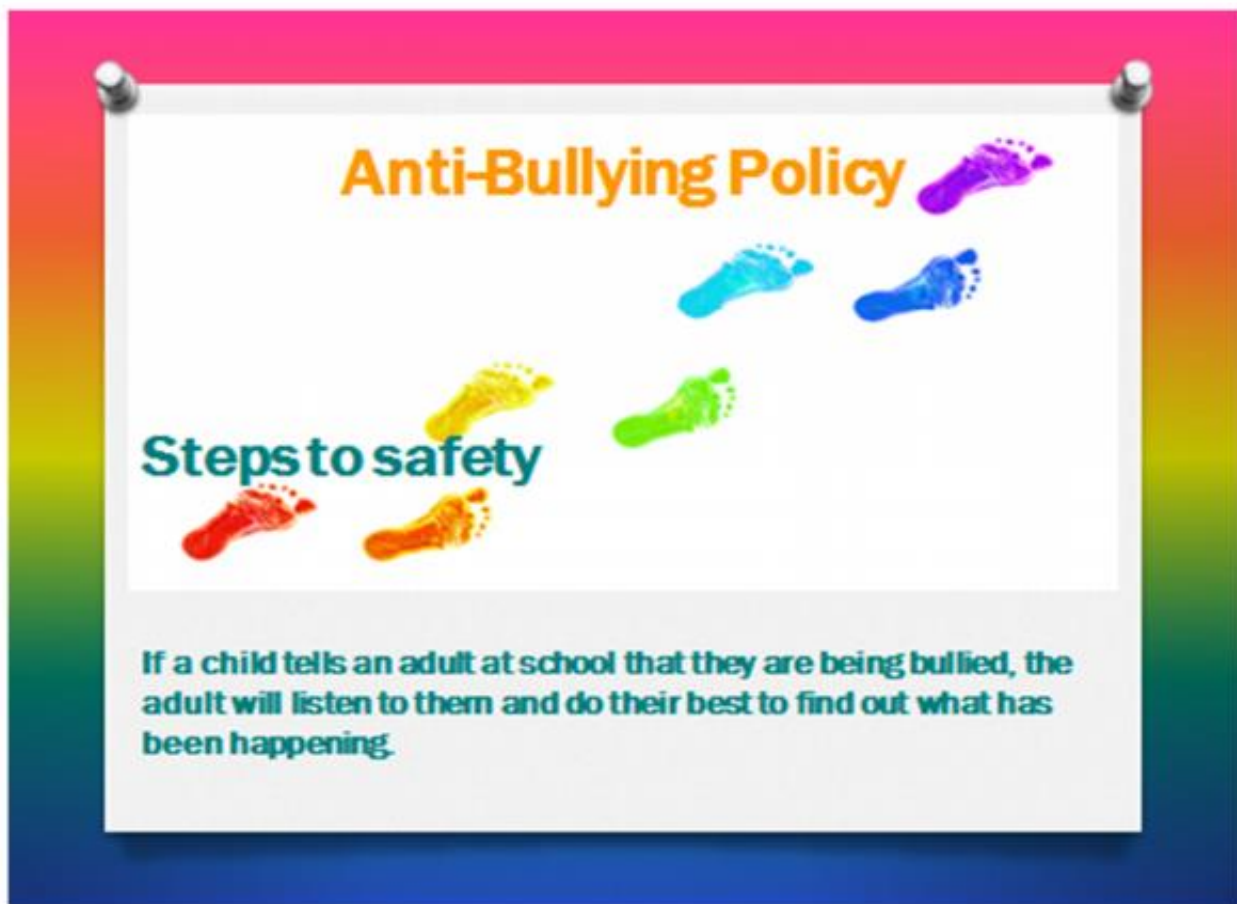 Anti-Bullying Policy
Steps to safety
If a child tells an adult at school that they are being bullied, the
adult will listen to them and do their best to find out what has
been happening.